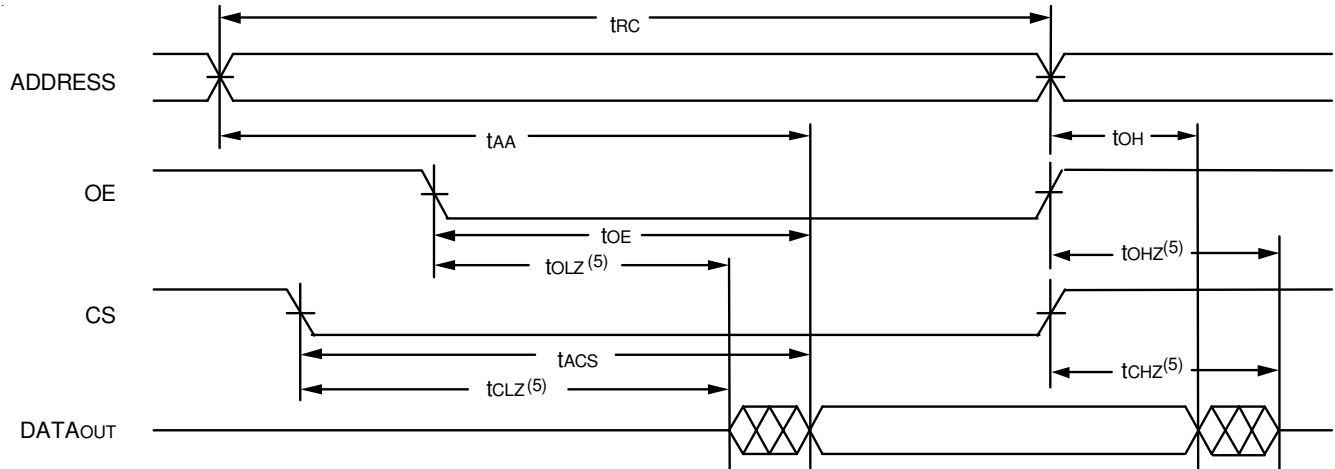 tRC
ADDRESS
tAA
tOH
OE
tOE
tOLZ(5)
tOHZ(5)
CS
tACS
tCLZ(5)
tCHZ(5)
DATAOUT